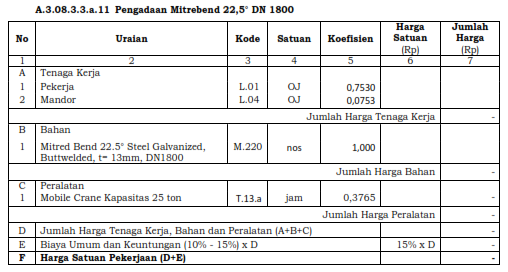 A.3.08.3.3.a.11 Pengadaan Mitrebend 22,5° DN 1800
No Uraian Kode Satuan Koefisien Harga Satuan (Rp) Jumlah Harga (Rp)
1 2 3 4 5 6 7
A Tenaga Kerja
1 Pekerja L.01 OJ 0,7530
2 Mandor L.04 OJ 0,0753
Jumlah Harga Tenaga Kerja -
B Bahan
1 Mitred Bend 22.5° Steel Galvanized, M.220 nos 1,000
Buttwelded, t= 13mm, DN1800
Jumlah Harga Bahan -
C Peralatan
1 Mobile Crane Kapasitas 25 ton T.13.a jam 0,3765 -
Jumlah Harga Peralatan -
D Jumlah Harga Tenaga Kerja, Bahan dan Peralatan (A+B+C) -
E Biaya Umum dan Keuntungan (10% - 15%) x D 15% x D -
F Harga Satuan Pekerjaan (D+E) -